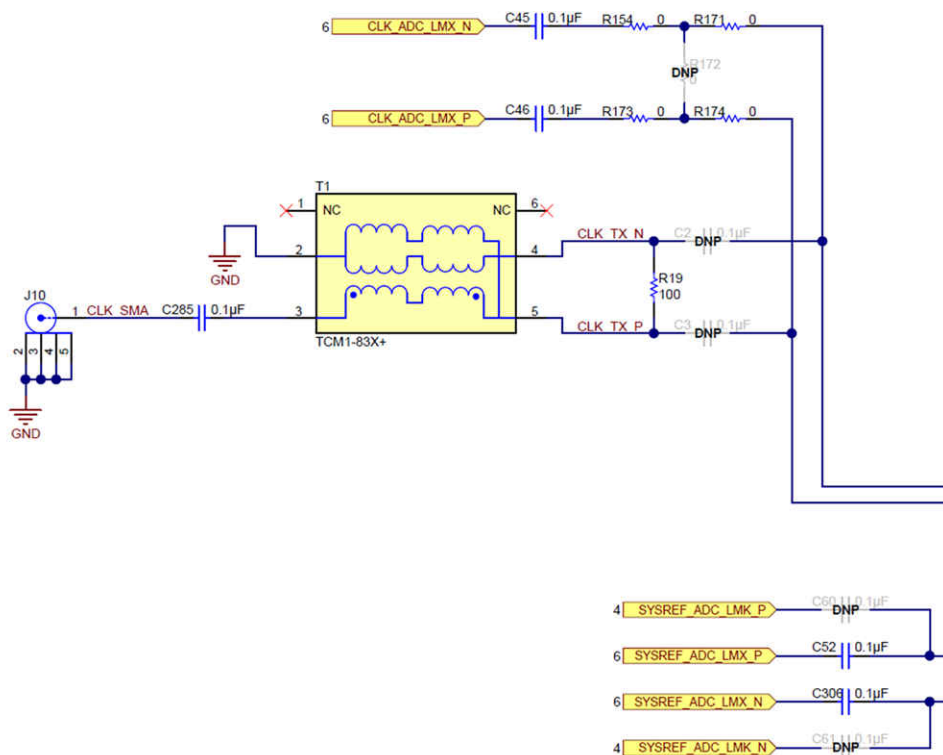 C45 0.1µF R154 0 R171 0
6 CLK_ADC_LMX_N
R172
DNP
0
C46 0.1µF R173 0 R174 0
6 CLK_ADC_LMX_P
T1
1 NC NC 6
2 4 CLK_TX_N C2 DNP 0.1µF
GND
R19
100
J10
1 CLK_SMA C285 0.1µF 3 5 CLK_TX_P C3 DNP 0.1µF
TCM1-83X+
2 3 4 5
GND
4 SYSREF_ADC_LMK_P C60 DNP 0.1µF
6 SYSREF_ADC_LMX_P C52 0.1µF
6 SYSREF_ADC_LMX_N C306 0.1µF
4 SYSREF_ADC_LMK_N C61 DNP 0.1µF